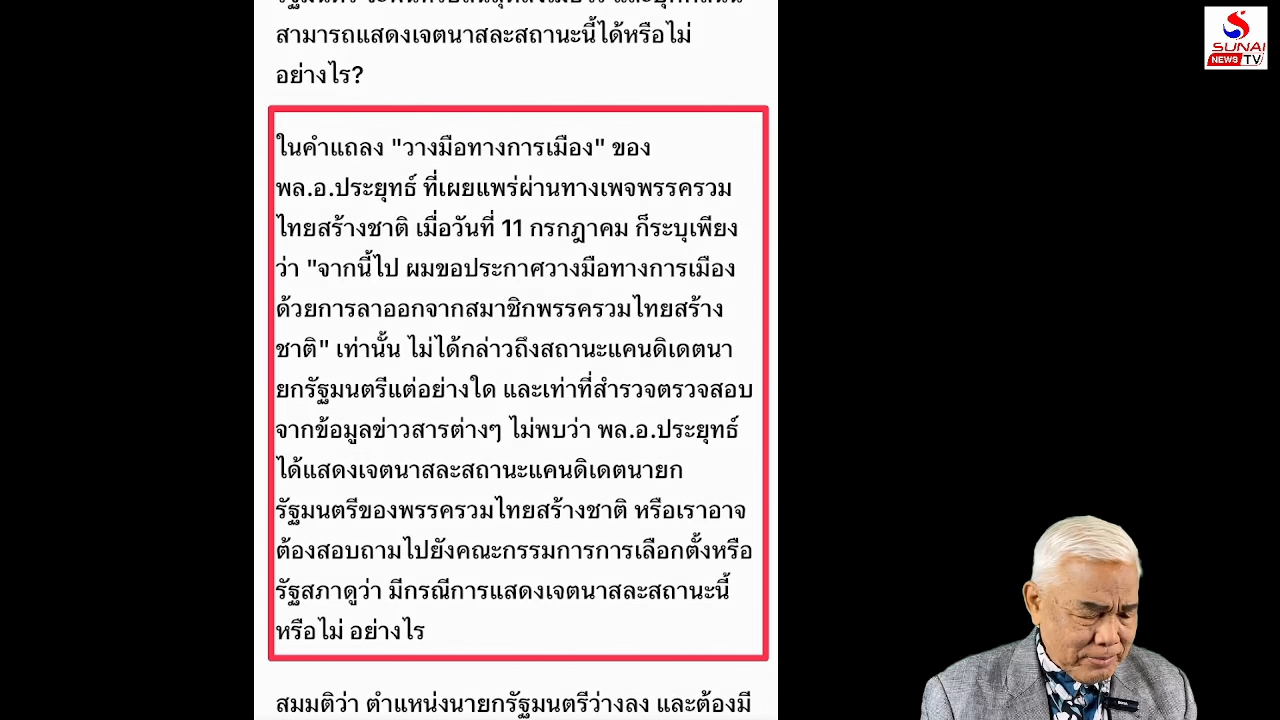 สามารถแสดงเจตนาสละสถานะนี้ได้หรือไม่
อย่างไร?
ในคำแถลง "วางมือทางการเมือง" ของ
พล.อ.ประยุทธ์ ที่เผยแพร่ผ่านทางเพจพรรครวม
ไทยสร้างชาติ เมื่อวันที่ 11 กรกฎาคม ก็ระบุเพียง
ว่า "จากนี้ไป ผมขอประกาศวางมือทางการเมือง
ด้วยการลาออกจากสมาชิกพรรครวมไทยสร้าง
ชาติ" เท่านั้น ไม่ได้กล่าวถึงสถานะแคนดิเดตนา
ยกรัฐมนตรีแต่อย่างใด และเท่าที่สำรวจตรวจสอบ
จากข้อมูลข่าวสารต่างๆ ไม่พบว่า พล.อ.ประยุทธ์
ได้แสดงเจตนาสละสถานะแคนดิเดตนายก
รัฐมนตรีของพรรครวมไทยสร้างชาติ หรือเราอาจ
ต้องสอบถามไปยังคณะกรรมการการเลือกตั้งหรือ
รัฐสภาดูว่า มีกรณีการแสดงเจตนาสละสถานะนี้
หรือไม่ อย่างไร
สมมติว่า ตำแหน่งนายกรัฐมนตรีว่างลง และต้องมี
SUNAI
NEWS TV